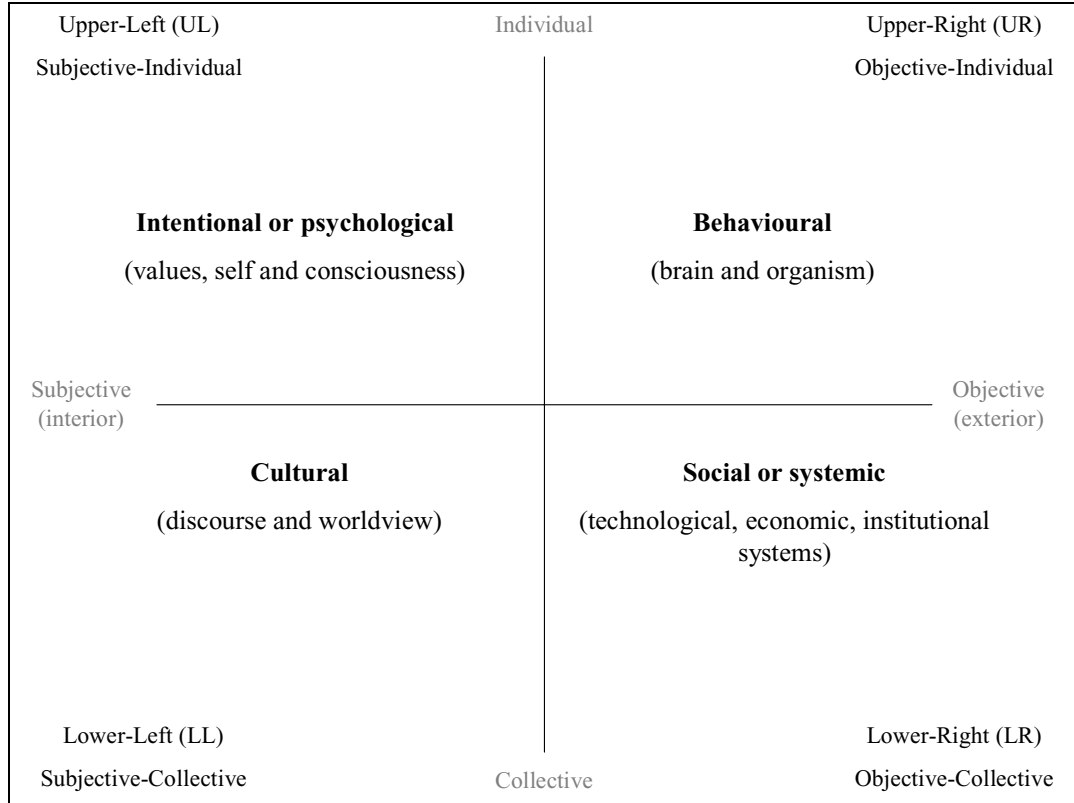 Upper-Left (UL)
Individual
Upper-Right (UR)
Subjective-Individual
Objective-Individual
Intentional or psychological
(values, self and consciousness)
Behavioural
(brain and organism)
Subjective
(interior)
Objective
(exterior)
Cultural
(discourse and worldview)
Social or systemic
(technological, economic, institutional
systems)
Lower-Left (LL)
Subjective-Collective
Collective
Lower-Right (LR)
Objective-Collective